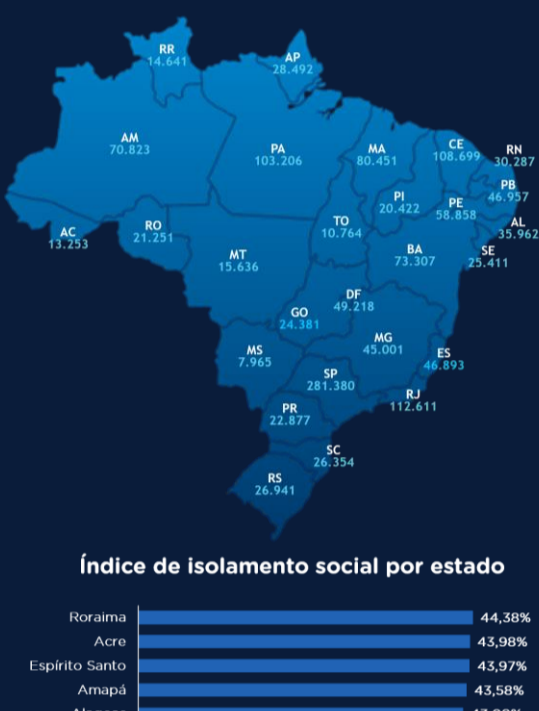 RR
14.641
AP
28.492
AM
70.823
PA
103.206
MA
80.451
CE
108.699
RN
30.287
PI
20.422
PE
58.858
PB
46.957
AL
35.962
SE
25.411
AC
13.253
RO
21.251
TO
10.764
BA
73.307
MT
15.636
DF
49.218
GO
24.381
MG
45.001
ES
46.893
MS
7.965
SP
281.380
RJ
112.611
PR
22.877
SC
26.354
RS
26.941
Índice de isolamento social por estado
Roraima 44,38%
Acre 43,98%
Espírito Santo 43,97%
Amapá 43,58%